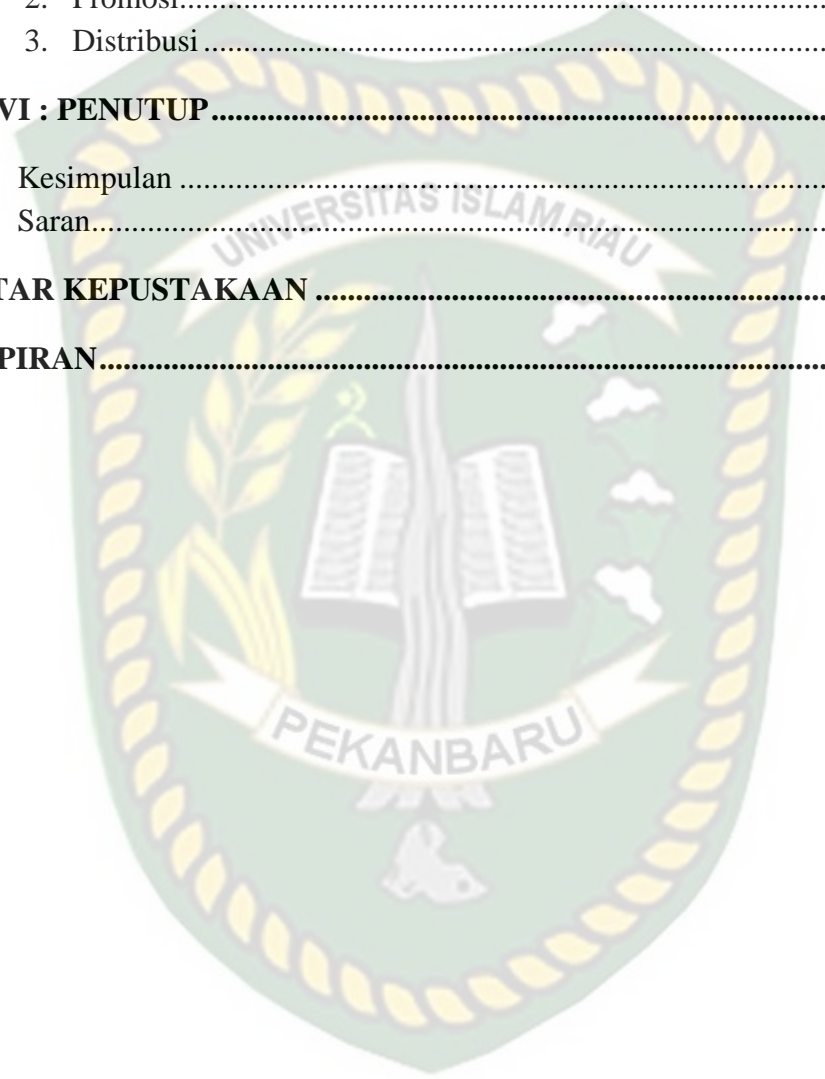 2. Promosi..........................................................................
3. Distribusi.......................................................................
VI : PENUTUP.....................................................................
Kesimpulan.......................................................................
Saran............................................................................
TAR KEPUSTAKAAN..................................................................
PIRAN............................................................................
UNIVERSITAS ISLAM RIAU
PEKANBARU